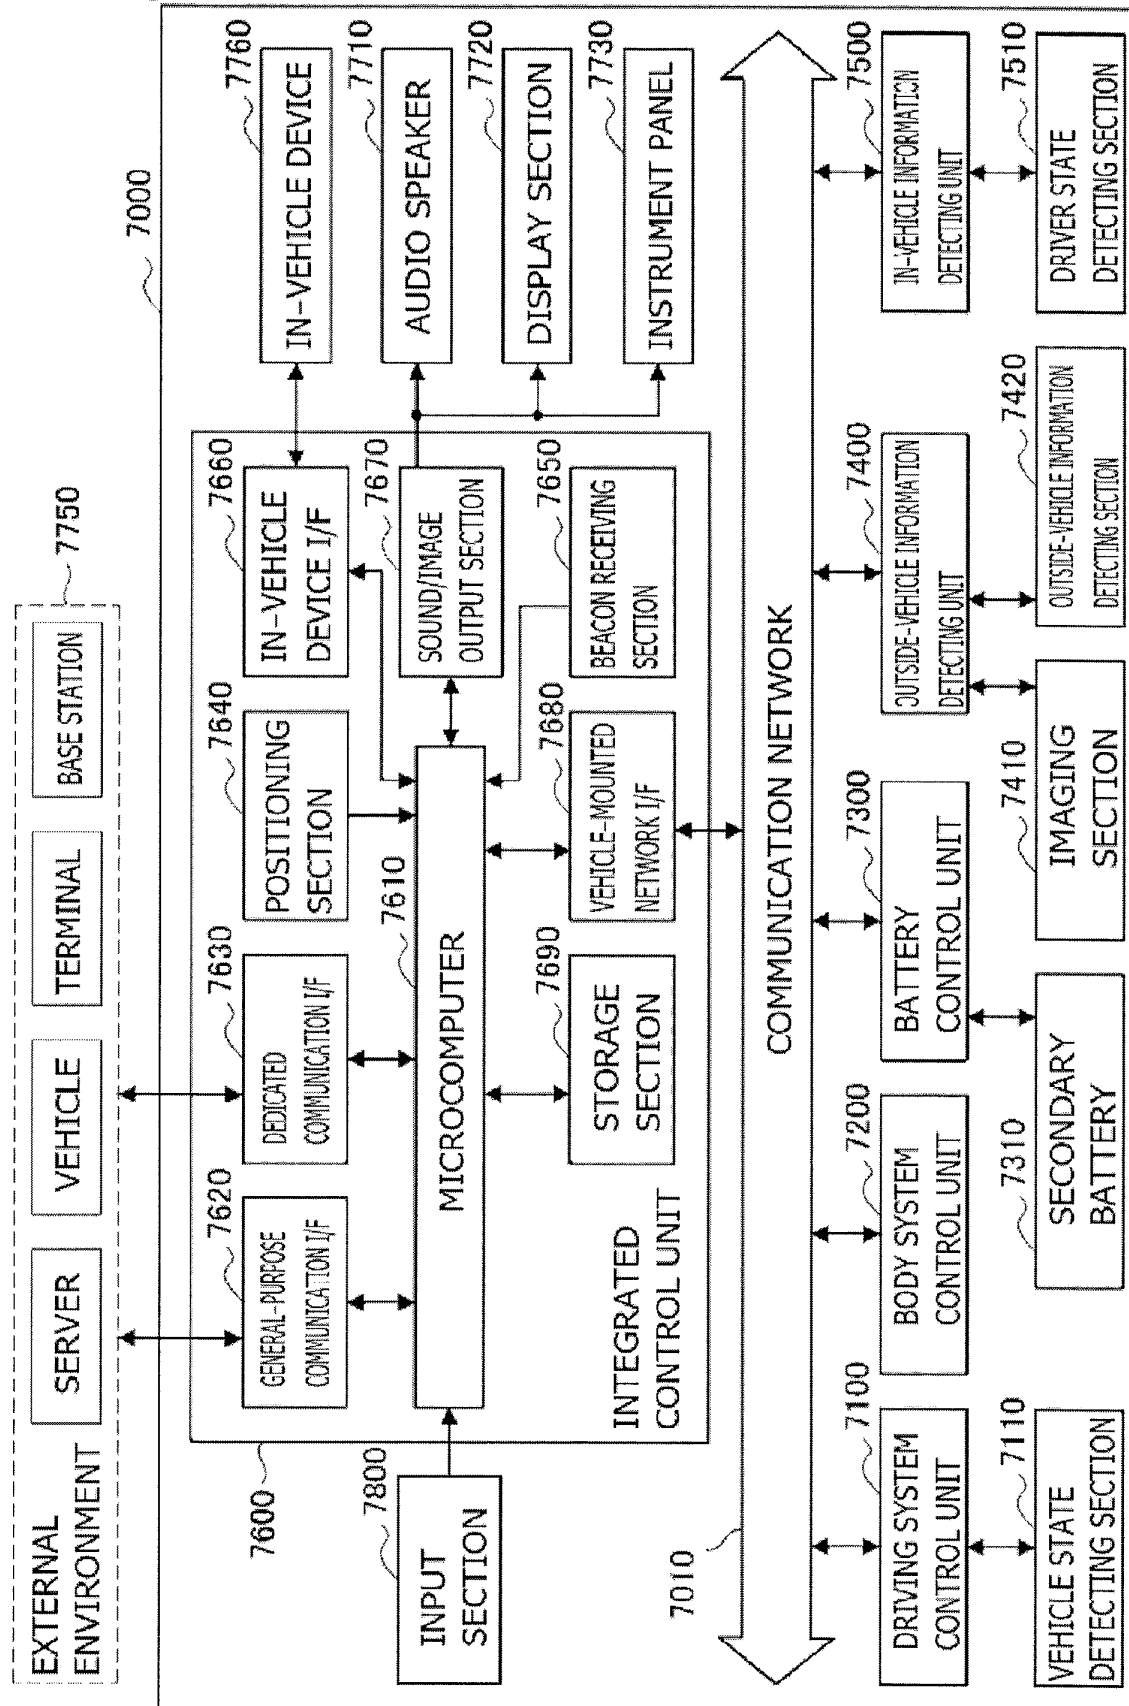 7000
EXTERNAL
ENVIRONMENT
SERVER
VEHICLE
TERMINAL
BASE STATION
7750
7600
7620
GENERAL-PURPOSE
COMMUNICATION I/F
7630
DEDICATED
COMMUNICATION I/F
7640
POSITIONING
SECTION
7660
IN-VEHICLE
DEVICE I/F
7760
IN-VEHICLE DEVICE
7800
INPUT
SECTION
7610
MICROCOMPUTER
7670
SOUND/IMAGE
OUTPUT SECTION
7710
AUDIO SPEAKER
7720
DISPLAY SECTION
7730
INSTRUMENT PANEL
INTEGRATED
CONTROL UNIT
7690
STORAGE
SECTION
7680
VEHICLE-MOUNTED
NETWORK I/F
7650
BEACON RECEIVING
SECTION
7010
COMMUNICATION NETWORK
7100
DRIVING SYSTEM
CONTROL UNIT
7200
BODY SYSTEM
CONTROL UNIT
7300
BATTERY
CONTROL UNIT
7400
OUTSIDE-VEHICLE INFORMATION
DETECTING UNIT
7500
IN-VEHICLE INFORMATION
DETECTING UNIT
7110
VEHICLE STATE
DETECTING SECTION
7310
SECONDARY
BATTERY
7410
IMAGING
SECTION
7420
OUTSIDE-VEHICLE INFORMATION
DETECTING SECTION
7510
DRIVER STATE
DETECTING SECTION